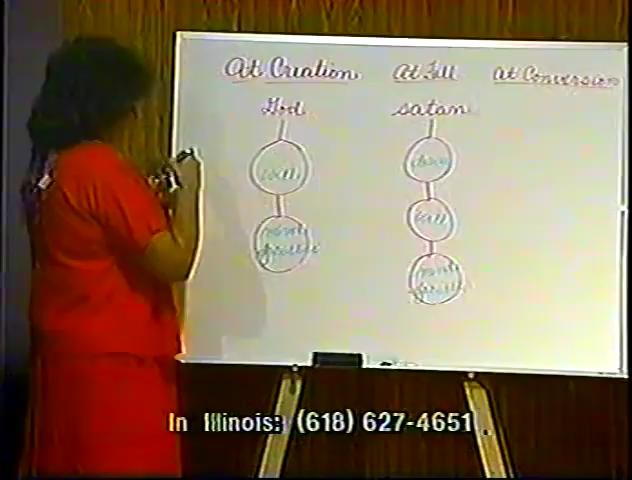 At Creation
At Fall
At Conversion
God
satan
will
will
In Illinois: (618) 627-4651